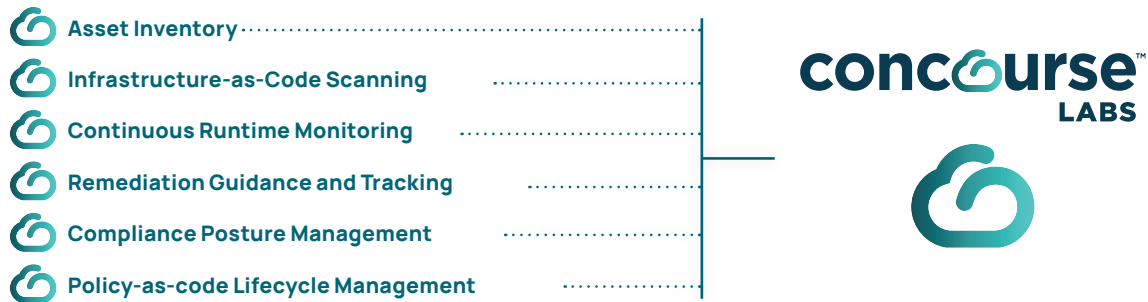 Asset Inventory
Infrastructure-as-Code Scanning
Continuous Runtime Monitoring
Remediation Guidance and Tracking
Compliance Posture Management
Policy-as-code Lifecycle Management
concourse™
LABS